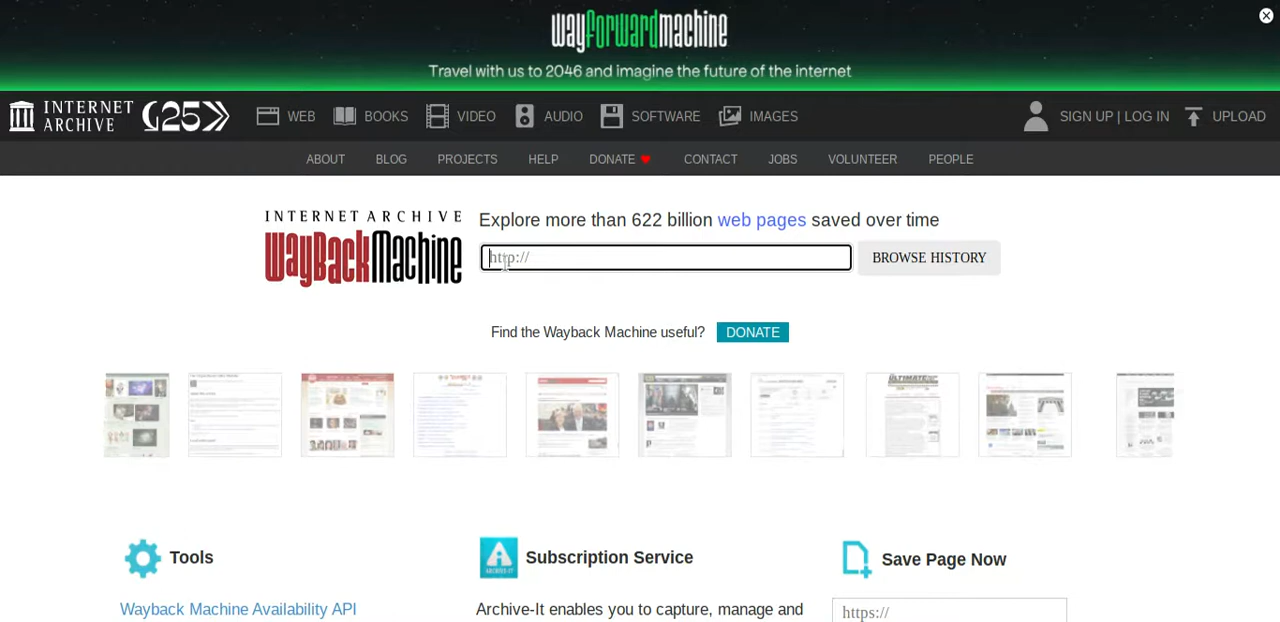 wayforwardmachine
Travel with us to 2046 and imagine the future of the internet
INTERNET ARCHIVE 25 WEB BOOKS VIDEO AUDIO SOFTWARE IMAGES SIGN UP | LOG IN UPLOAD
ABOUT BLOG PROJECTS HELP DONATE CONTACT JOBS VOLUNTEER PEOPLE
INTERNET ARCHIVE
WayBackMachine
Explore more than 622 billion web pages saved over time
http://
BROWSE HISTORY
Find the Wayback Machine useful? DONATE
Tools
Wayback Machine Availability API
ARCHIVE-IT
Subscription Service
Archive-It enables you to capture, manage and
Save Page Now
https://